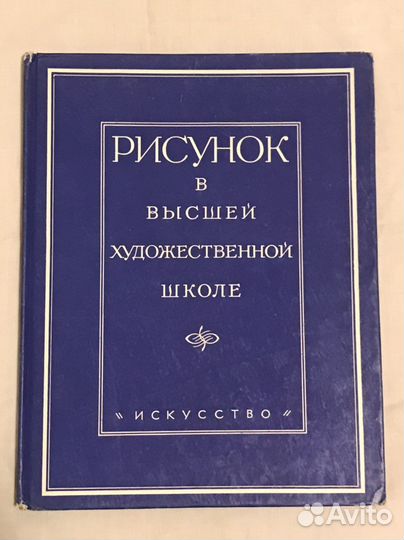 РИСУНОК
В
ВЫСШЕЙ
ХУДОЖЕСТВЕННОЙ
ШКОЛЕ
"ИСКУССТВО"
Avito